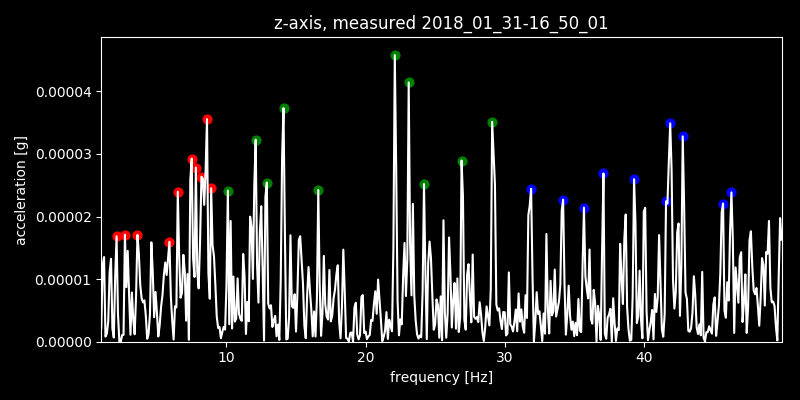 z-axis, measured 2018_01_31-16_50_01
acceleration [g]
0.00004
0.00003
0.00002
0.00001
0.00000
10 20 30 40
frequency [Hz]